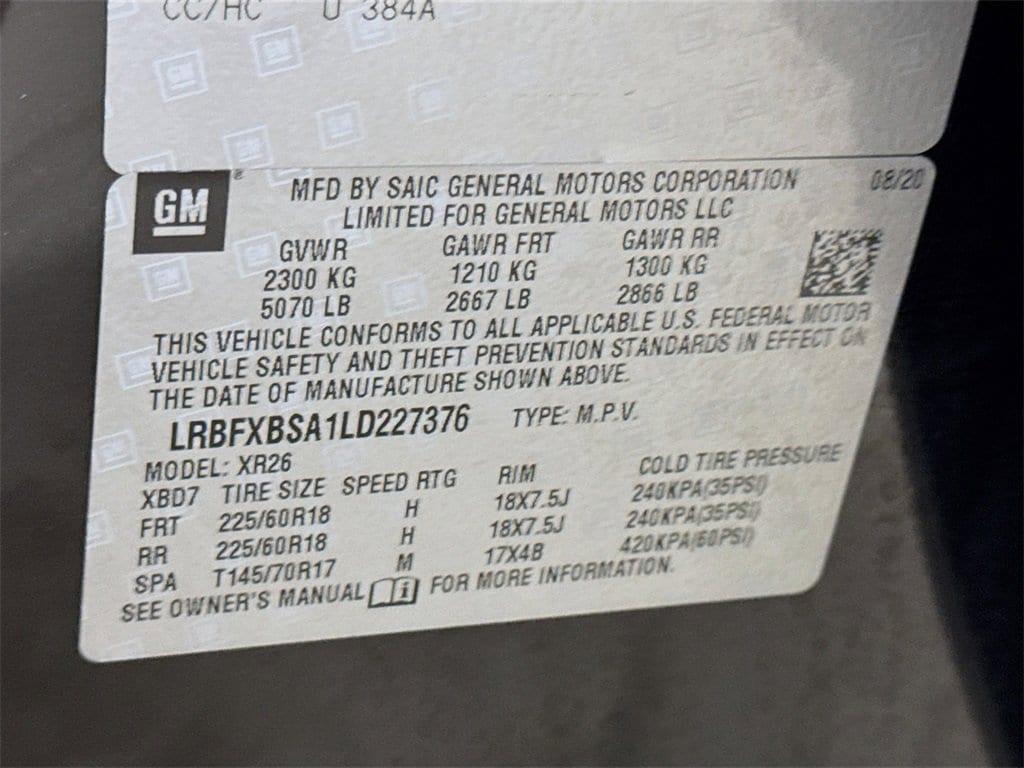 CC/HC U 384A
GM®
MFD BY SAIC GENERAL MOTORS CORPORATION 08/20
LIMITED FOR GENERAL MOTORS LLC
GVWR GAWR FRT GAWR RR
2300 KG 1210 KG 1300 KG
5070 LB 2667 LB 2866 LB
THIS VEHICLE CONFORMS TO ALL APPLICABLE U.S. FEDERAL MOTOR
VEHICLE SAFETY AND THEFT PREVENTION STANDARDS IN EFFECT ON
THE DATE OF MANUFACTURE SHOWN ABOVE.
LRBFXBSA1LD227376 TYPE: M.P.V.
MODEL: XR26
XBD7 TIRE SIZE SPEED RTG RIM COLD TIRE PRESSURE
FRT 225/60R18 H 18X7.5J 240KPA(35PSI)
RR 225/60R18 H 18X7.5J 240KPA(35PSI)
SPA T145/70R17 M 17X4B 420KPA(60PSI)
SEE OWNER'S MANUAL FOR MORE INFORMATION.